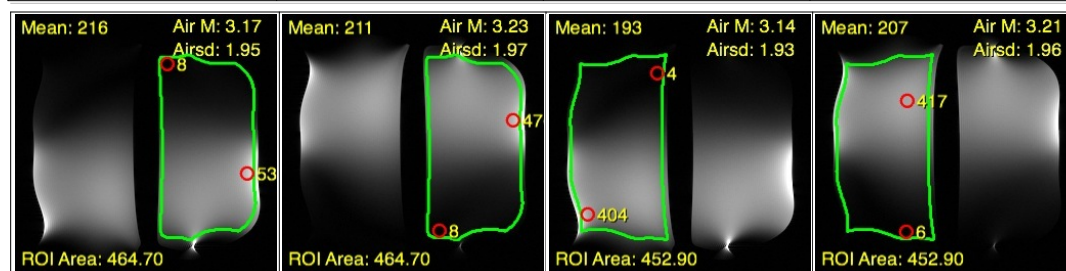 Mean: 216
Air M: 3.17
Airsd: 1.95
8
53
ROI Area: 464.70
Mean: 211
Air M: 3.23
Airsd: 1.97
47
8
ROI Area: 464.70
Mean: 193
Air M: 3.14
Airsd: 1.93
4
404
ROI Area: 452.90
Mean: 207
Air M: 3.21
Airsd: 1.96
417
6
ROI Area: 452.90